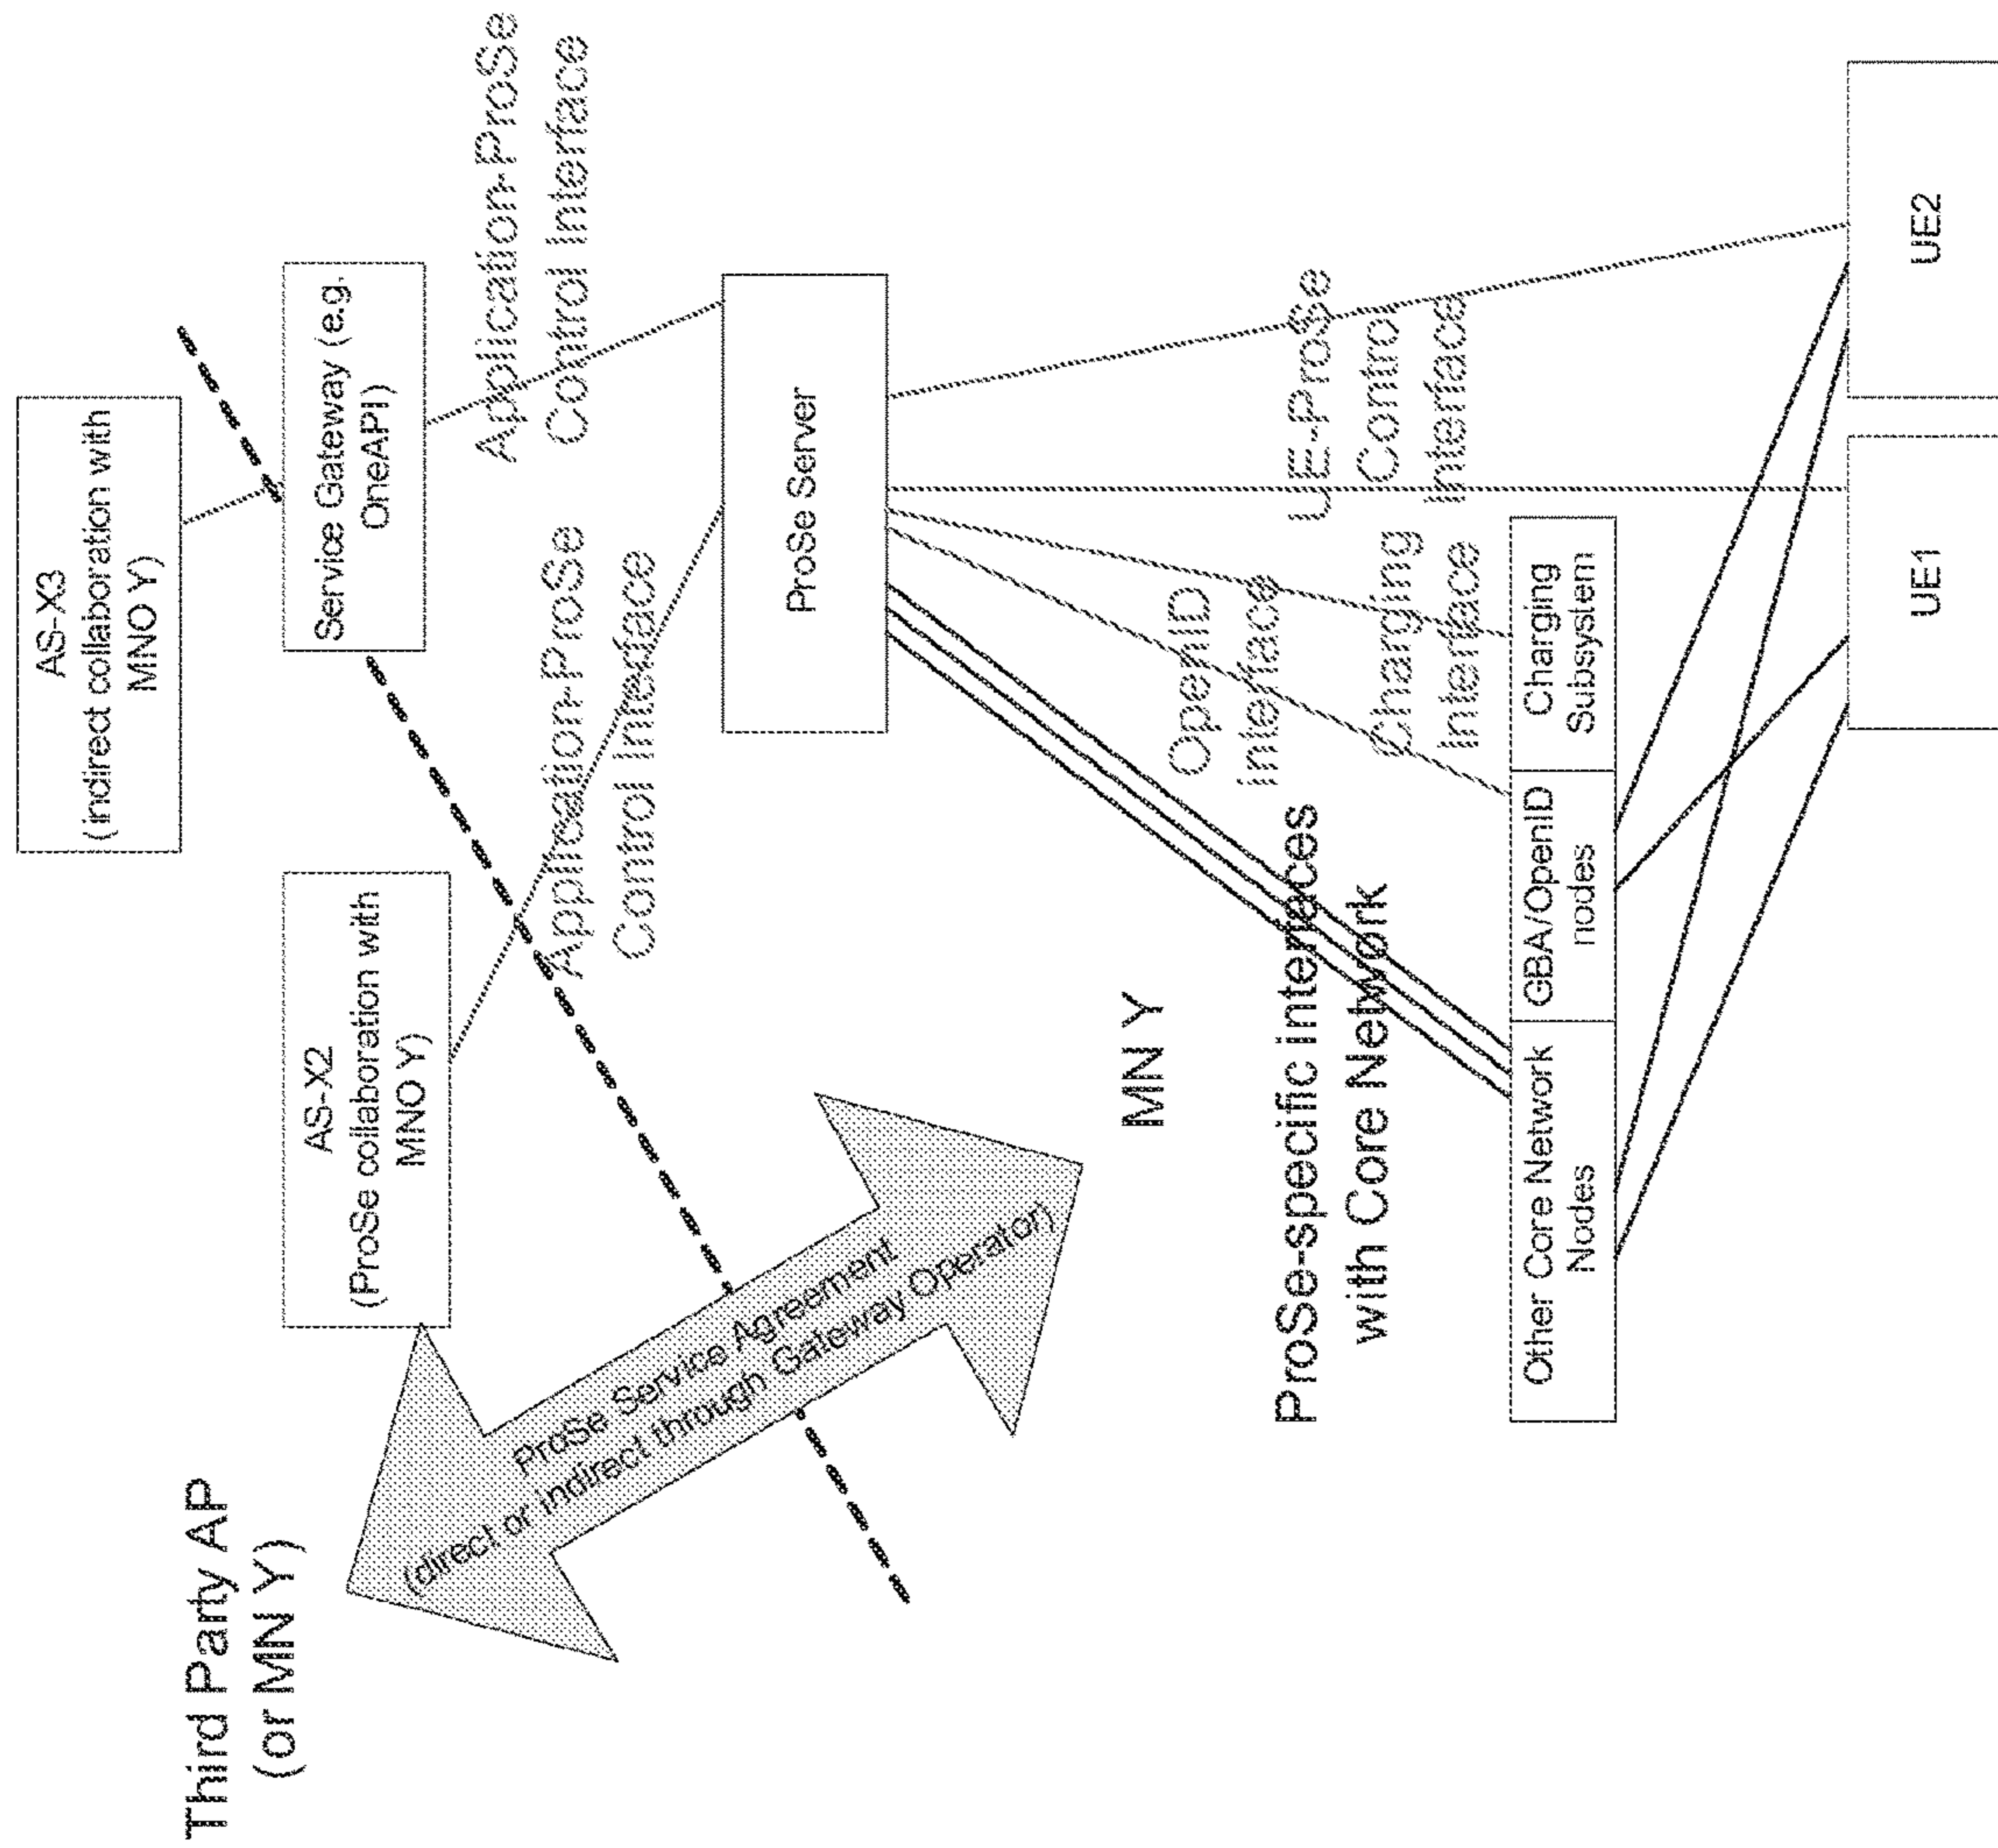 Third Party AP
(or MN Y)
AS-X3
(indirect collaboration with
MNO Y)
AS-X2
(ProSe collaboration with
MNO Y)
Service Gateway (e.g.
OneAPI)
Application-ProSe
Control Interface
Application-ProSe
Control Interface
ProSe Service Agreement
(direct or indirect through Gateway Operator)
ProSe Server
MN Y
ProSe-specific interfaces
with Core Network
OpenID
interface
Charging
Interface
UE-ProSe
Control
Interface
Other Core Network
Nodes
GBA/OpenID
nodes
Charging
Subsystem
UE1
UE2